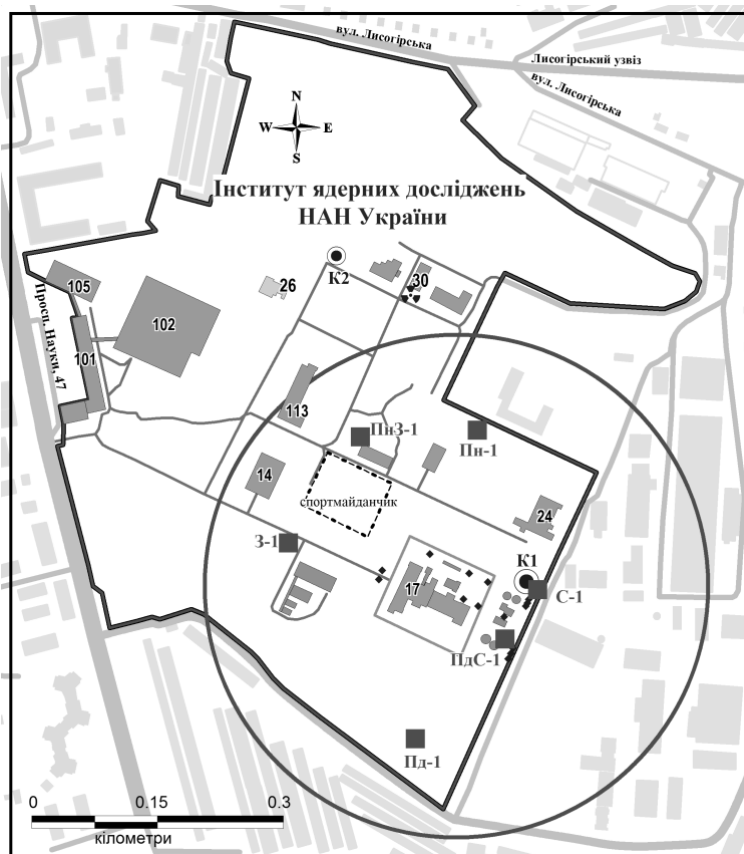 вул. Лисогірська
Лисогірський узвіз
вул. Лисогірська
N
W E
S
Інститут ядерних досліджень
НАН України
К2
30
26
105
102
101
Просп. Науки, 47
113
ПнЗ-1
Пн-1
14
спортмайданчик
24
З-1
К1
17
С-1
ПдС-1
Пд-1
0 0.15 0.3
кілометри